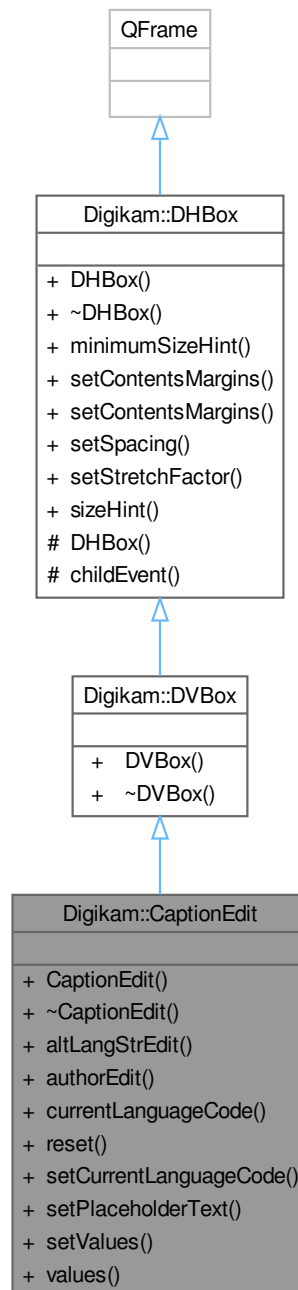 QFrame
Digikam::DHBox
+ DHBox()
+ ~DHBox()
+ minimumSizeHint()
+ setContentsMargins()
+ setContentsMargins()
+ setSpacing()
+ setStretchFactor()
+ sizeHint()
# DHBox()
# childEvent()
Digikam::DVBox
+ DVBox()
+ ~DVBox()
Digikam::CaptionEdit
+ CaptionEdit()
+ ~CaptionEdit()
+ altLangStrEdit()
+ authorEdit()
+ currentLanguageCode()
+ reset()
+ setCurrentLanguageCode()
+ setPlaceholderText()
+ setValues()
+ values()